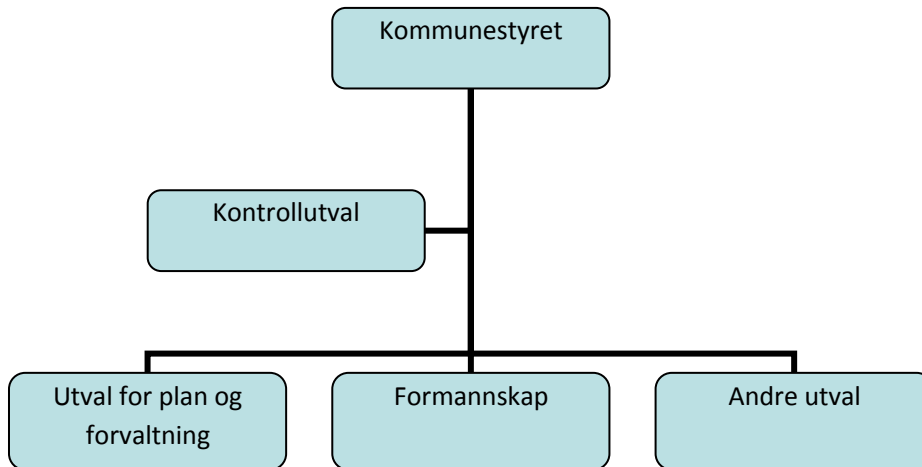 Kommunestyret
Kontrollutval
Utval for plan og
forvaltning
Formannskap
Andre utval